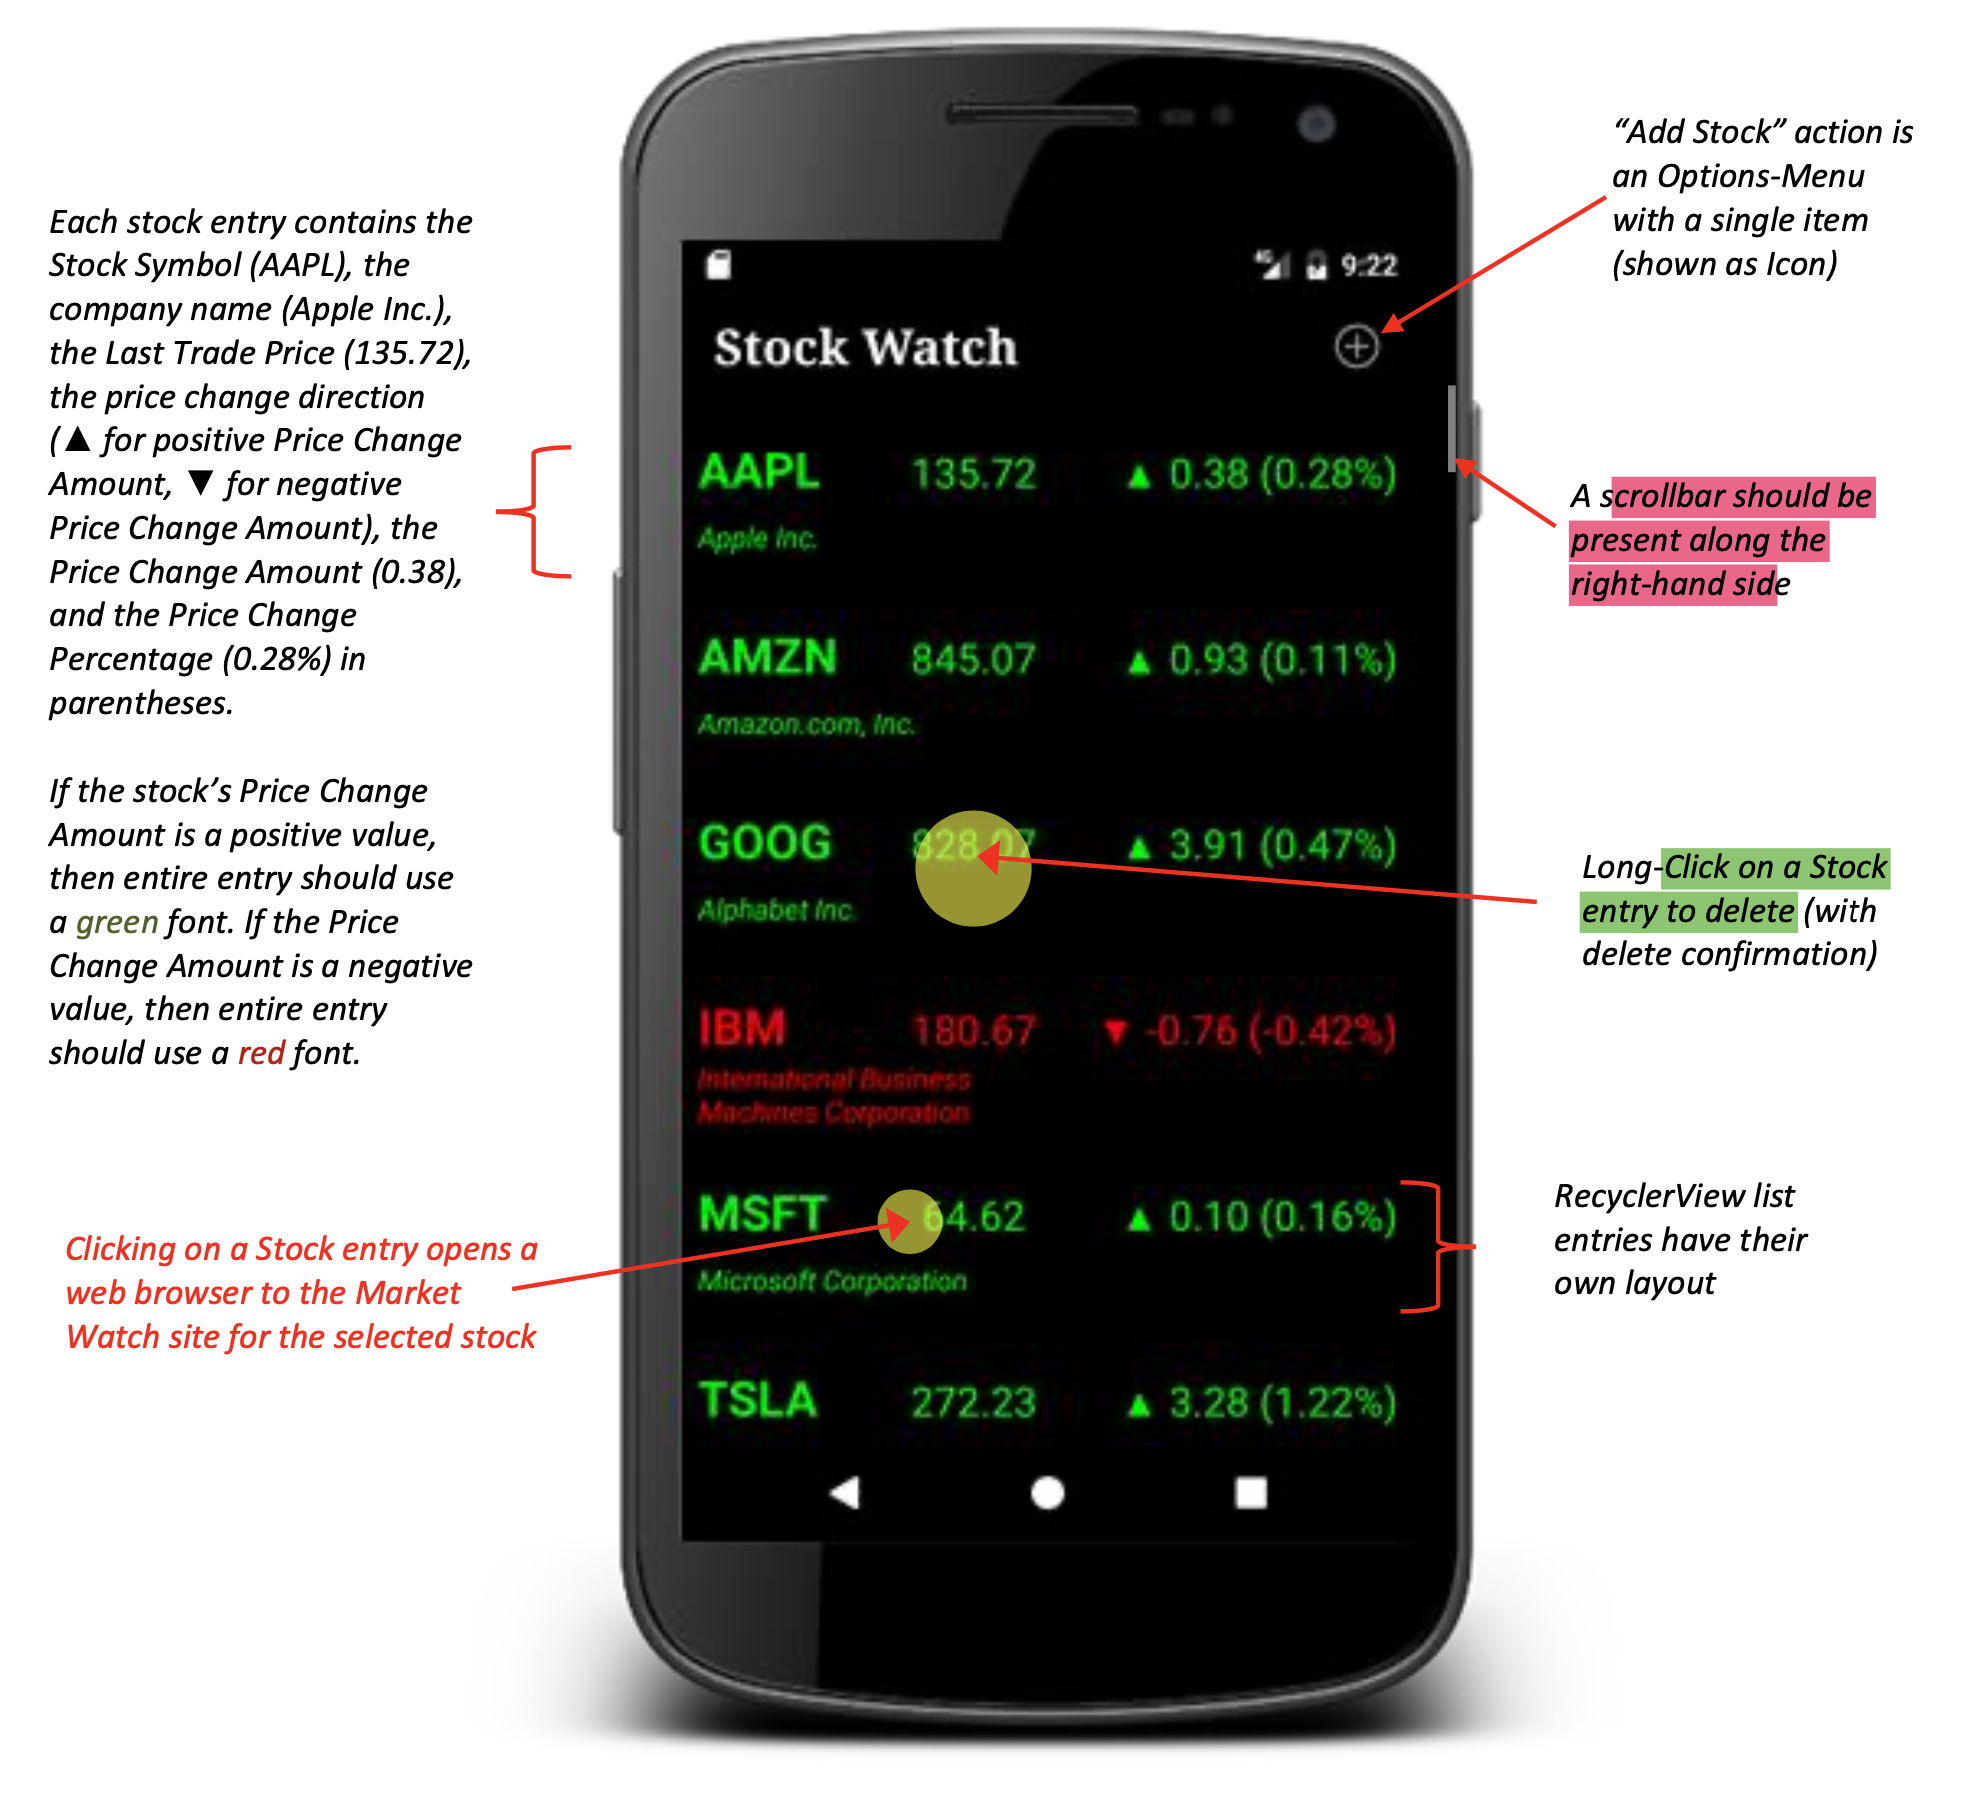 Each stock entry contains the
Stock Symbol (AAPL), the
company name (Apple Inc.),
the Last Trade Price (135.72),
the price change direction
(▲ for positive Price Change
Amount, ▼ for negative
Price Change Amount), the
Price Change Amount (0.38),
and the Price Change
Percentage (0.28%) in
parentheses.
If the stock’s Price Change
Amount is a positive value,
then entire entry should use
a green font. If the Price
Change Amount is a negative
value, then entire entry
should use a red font.
Clicking on a Stock entry opens a
web browser to the Market
Watch site for the selected stock
4G 9:22
Stock Watch
AAPL 135.72 ▲ 0.38 (0.28%)
Apple Inc.
AMZN 845.07 ▲ 0.93 (0.11%)
Amazon.com, Inc.
GOOG 828.07 ▲ 3.91 (0.47%)
Alphabet Inc.
IBM 180.67 ▼ -0.76 (-0.42%)
International Business
Machines Corporation
MSFT 64.62 ▲ 0.10 (0.16%)
Microsoft Corporation
TSLA 272.23 ▲ 3.28 (1.22%)
“Add Stock” action is
an Options-Menu
with a single item
(shown as Icon)
A scrollbar should be
present along the
right-hand side
Long-Click on a Stock
entry to delete (with
delete confirmation)
RecyclerView list
entries have their
own layout